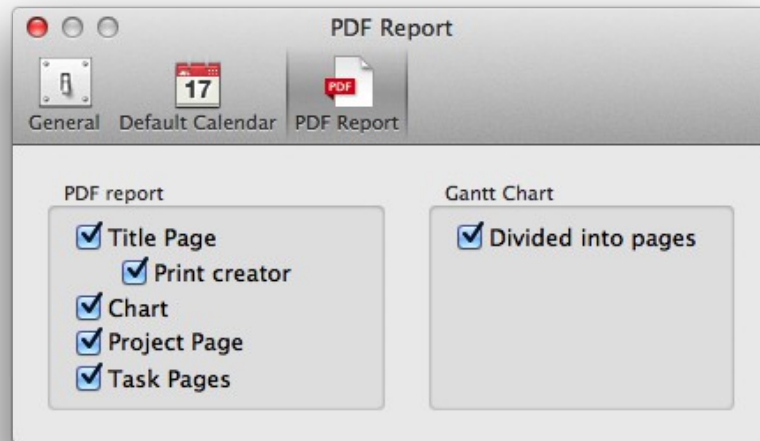 PDF Report
17
PDF
General Default Calendar PDF Report
PDF report
Title Page
Print creator
Chart
Project Page
Task Pages
Gantt Chart
Divided into pages